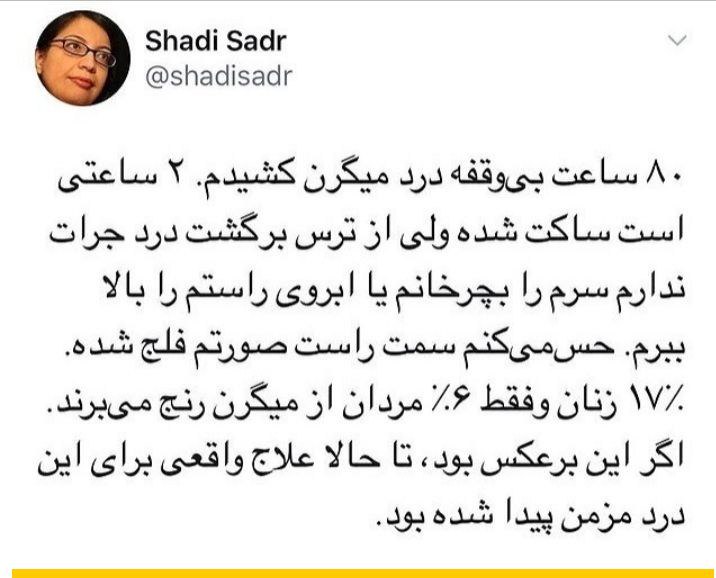 Shadi Sadr
@shadisadr
۸۰ ساعت بی‌وقفه درد میگرن کشیدم. ۲ ساعتی
است ساکت شده ولی از ترس برگشت درد جرات
ندارم سرم را بچرخانم یا ابروی راستم را بالا
ببرم. حس‌می‌کنم سمت راست صورتم فلج شده.
۱۷٪ زنان وفقط ۶٪ مردان از میگرن رنج می‌برند.
اگر این برعکس بود، تا حالا علاج واقعی برای این
درد مزمن پیدا شده بود.